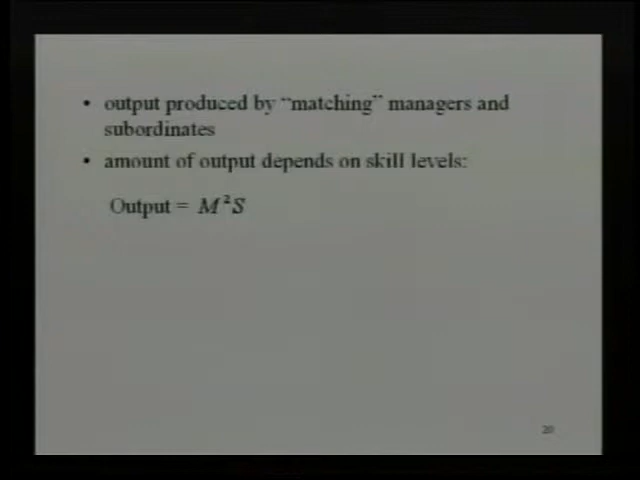 • output produced by “matching” managers and
subordinates
• amount of output depends on skill levels:
Output = M²S
20